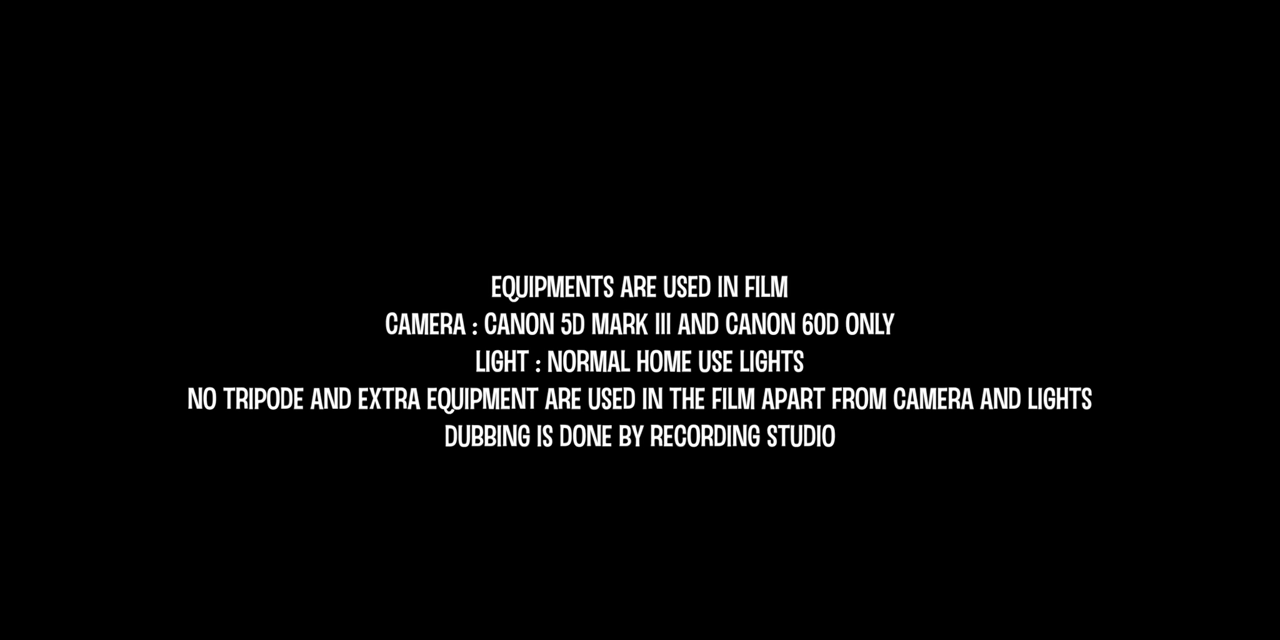 EQUIPMENTS ARE USED IN FILM
CAMERA : CANON 5D MARK III AND CANON 60D ONLY
LIGHT : NORMAL HOME USE LIGHTS
NO TRIPODE AND EXTRA EQUIPMENT ARE USED IN THE FILM APART FROM CAMERA AND LIGHTS
DUBBING IS DONE BY RECORDING STUDIO